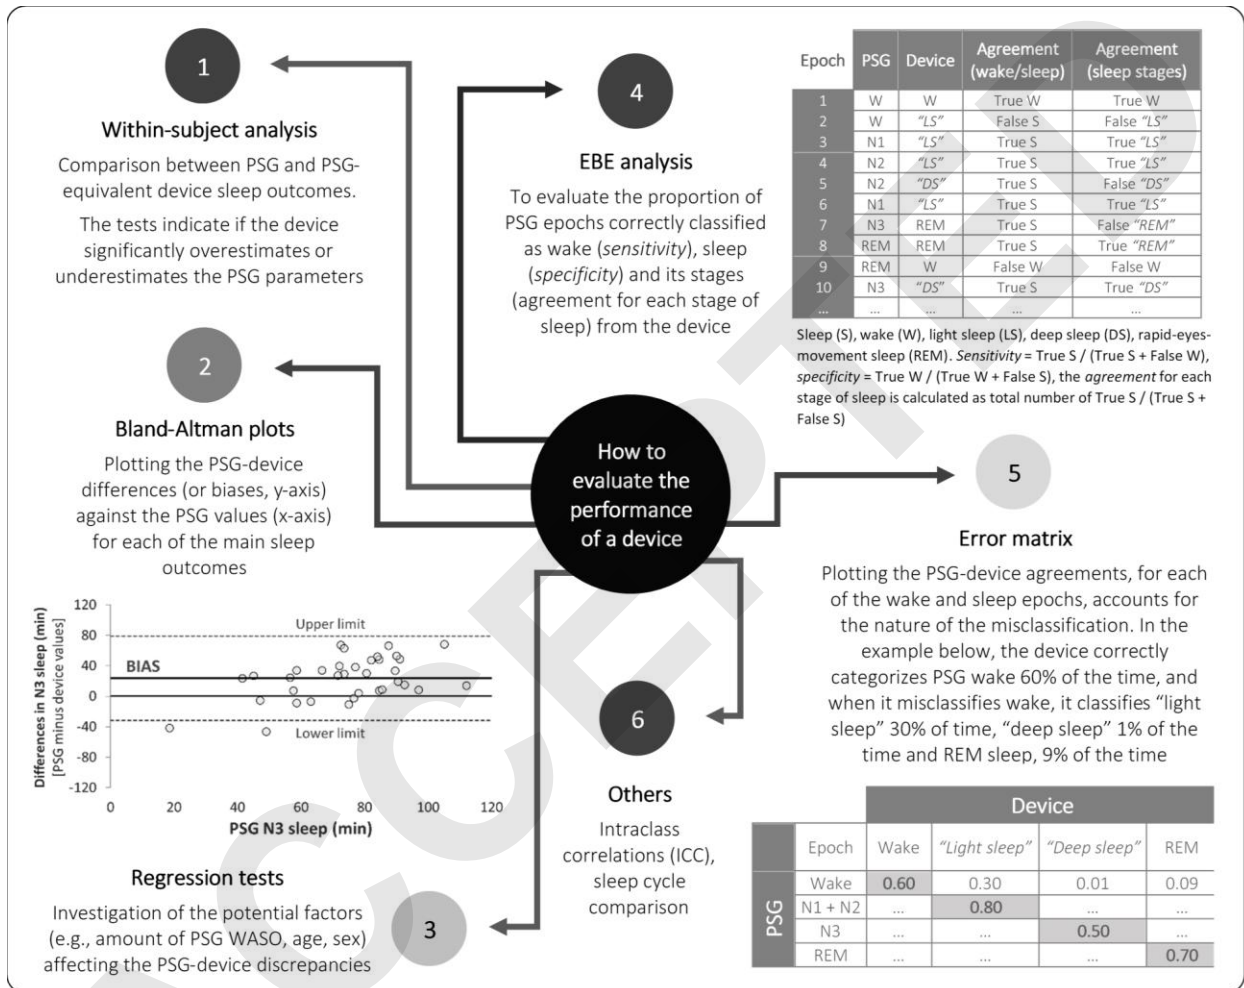 1
Within-subject analysis
Comparison between PSG and PSG-
equivalent device sleep outcomes.
The tests indicate if the device
significantly overestimates or
underestimates the PSG parameters
2
Bland-Altman plots
Plotting the PSG-device
differences (or biases, y-axis)
against the PSG values (x-axis)
for each of the main sleep
outcomes
Differences in N3 sleep (min)
[PSG minus device values]
120
80
40
0
-40
-80
-120
Upper limit
BIAS
Lower limit
0 20 40 60 80 100 120
PSG N3 sleep (min)
Regression tests
Investigation of the potential factors
(e.g., amount of PSG WASO, age, sex)
affecting the PSG-device discrepancies
3
4
EBE analysis
To evaluate the proportion of
PSG epochs correctly classified
as wake (sensitivity), sleep
(specificity) and its stages
(agreement for each stage of
sleep) from the device
How to
evaluate the
performance
of a device
6
Others
Intraclass
correlations (ICC),
sleep cycle
comparison
Epoch PSG Device Agreement (wake/sleep) Agreement (sleep stages)
1 W W True W True W
2 W "LS" False S False "LS"
3 N1 "LS" True S True "LS"
4 N2 "LS" True S True "LS"
5 N2 "DS" True S False "DS"
6 N1 "LS" True S True "LS"
7 N3 REM True S False "REM"
8 REM REM True S True "REM"
9 REM W False W False W
10 N3 "DS" True S True "DS"
... ... ... ... ...
Sleep (S), wake (W), light sleep (LS), deep sleep (DS), rapid-eyes-
movement sleep (REM). Sensitivity = True S / (True S + False W),
specificity = True W / (True W + False S), the agreement for each
stage of sleep is calculated as total number of True S / (True S +
False S)
5
Error matrix
Plotting the PSG-device agreements, for each
of the wake and sleep epochs, accounts for
the nature of the misclassification. In the
example below, the device correctly
categorizes PSG wake 60% of the time, and
when it misclassifies wake, it classifies "light
sleep" 30% of time, "deep sleep" 1% of the
time and REM sleep, 9% of the time
Device
Epoch Wake "Light sleep" "Deep sleep" REM
PSG
Wake 0.60 0.30 0.01 0.09
N1 + N2 ... 0.80 ... ...
N3 ... ... 0.50 ...
REM ... ... ... 0.70
ACCEPTED